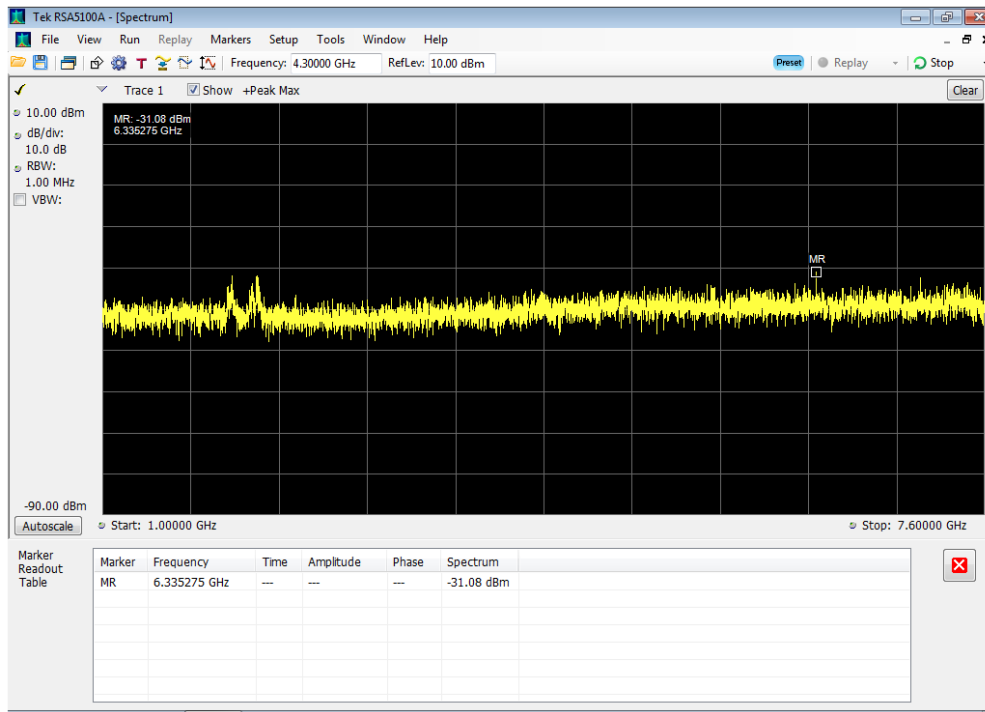 Tek RSA5100A - [Spectrum]
File View Run Replay Markers Setup Tools Window Help
T Frequency: 4.30000 GHz RefLev: 10.00 dBm Preset Replay Stop
Trace 1 Show +Peak Max Clear
10.00 dBm
dB/div:
10.0 dB
RBW:
1.00 MHz
VBW:
MR: -31.08 dBm
6.335275 GHz
MR
-90.00 dBm
Autoscale Start: 1.00000 GHz Stop: 7.60000 GHz
Marker
Readout
Table
Marker Frequency Time Amplitude Phase Spectrum
MR 6.335275 GHz --- --- --- -31.08 dBm